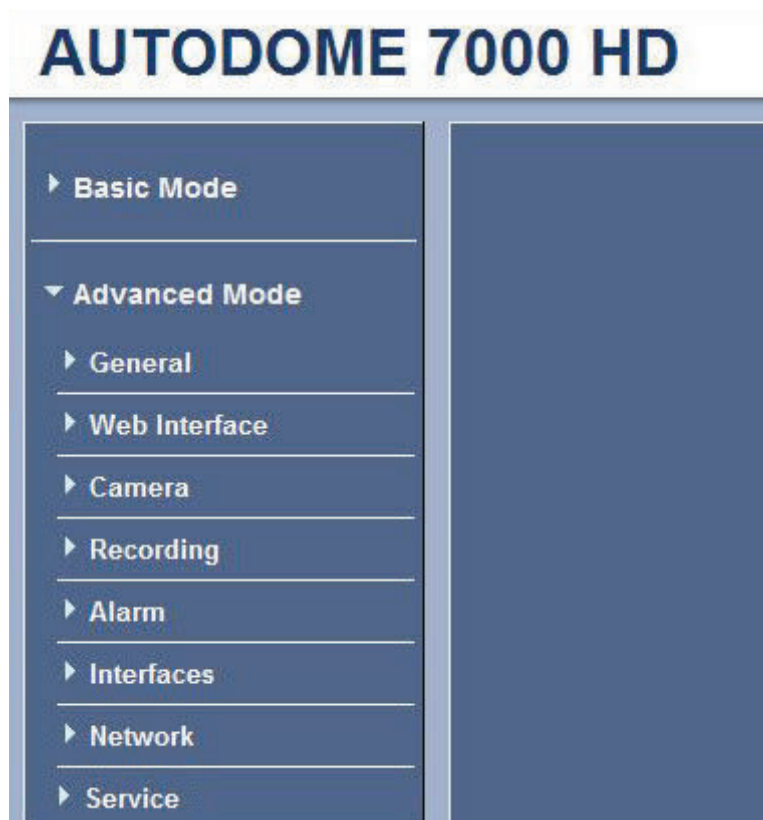 AUTODOME 7000 HD
Basic Mode
Advanced Mode
General
Web Interface
Camera
Recording
Alarm
Interfaces
Network
Service